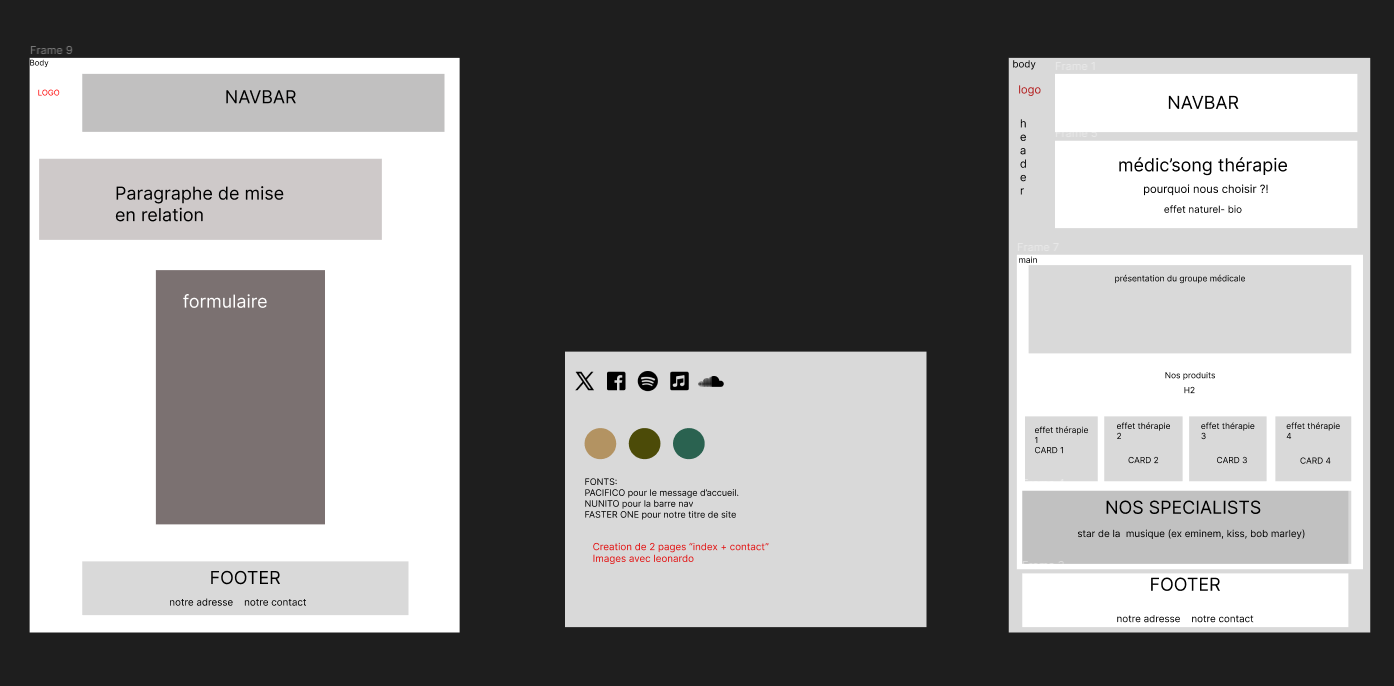 Frame 9
Body
LOGO
NAVBAR
Paragraphe de mise
en relation
formulaire
FOOTER
notre adresse notre contact
FONTS:
PACIFICO pour le message d'accueil.
NUNITO pour la barre nav
FASTER ONE pour notre titre de site
Creation de 2 pages "index + contact"
Images avec leonardo
body
Frame 1
logo
NAVBAR
h
e
a
d
e
r
médic'song thérapie
pourquoi nous choisir ?!
effet naturel- bio
Frame 7
main
présentation du groupe médicale
Nos produits
H2
effet thérapie
1
CARD 1
effet thérapie
2
CARD 2
effet thérapie
3
CARD 3
effet thérapie
4
CARD 4
NOS SPECIALISTS
star de la musique (ex eminem, kiss, bob marley)
FOOTER
notre adresse notre contact